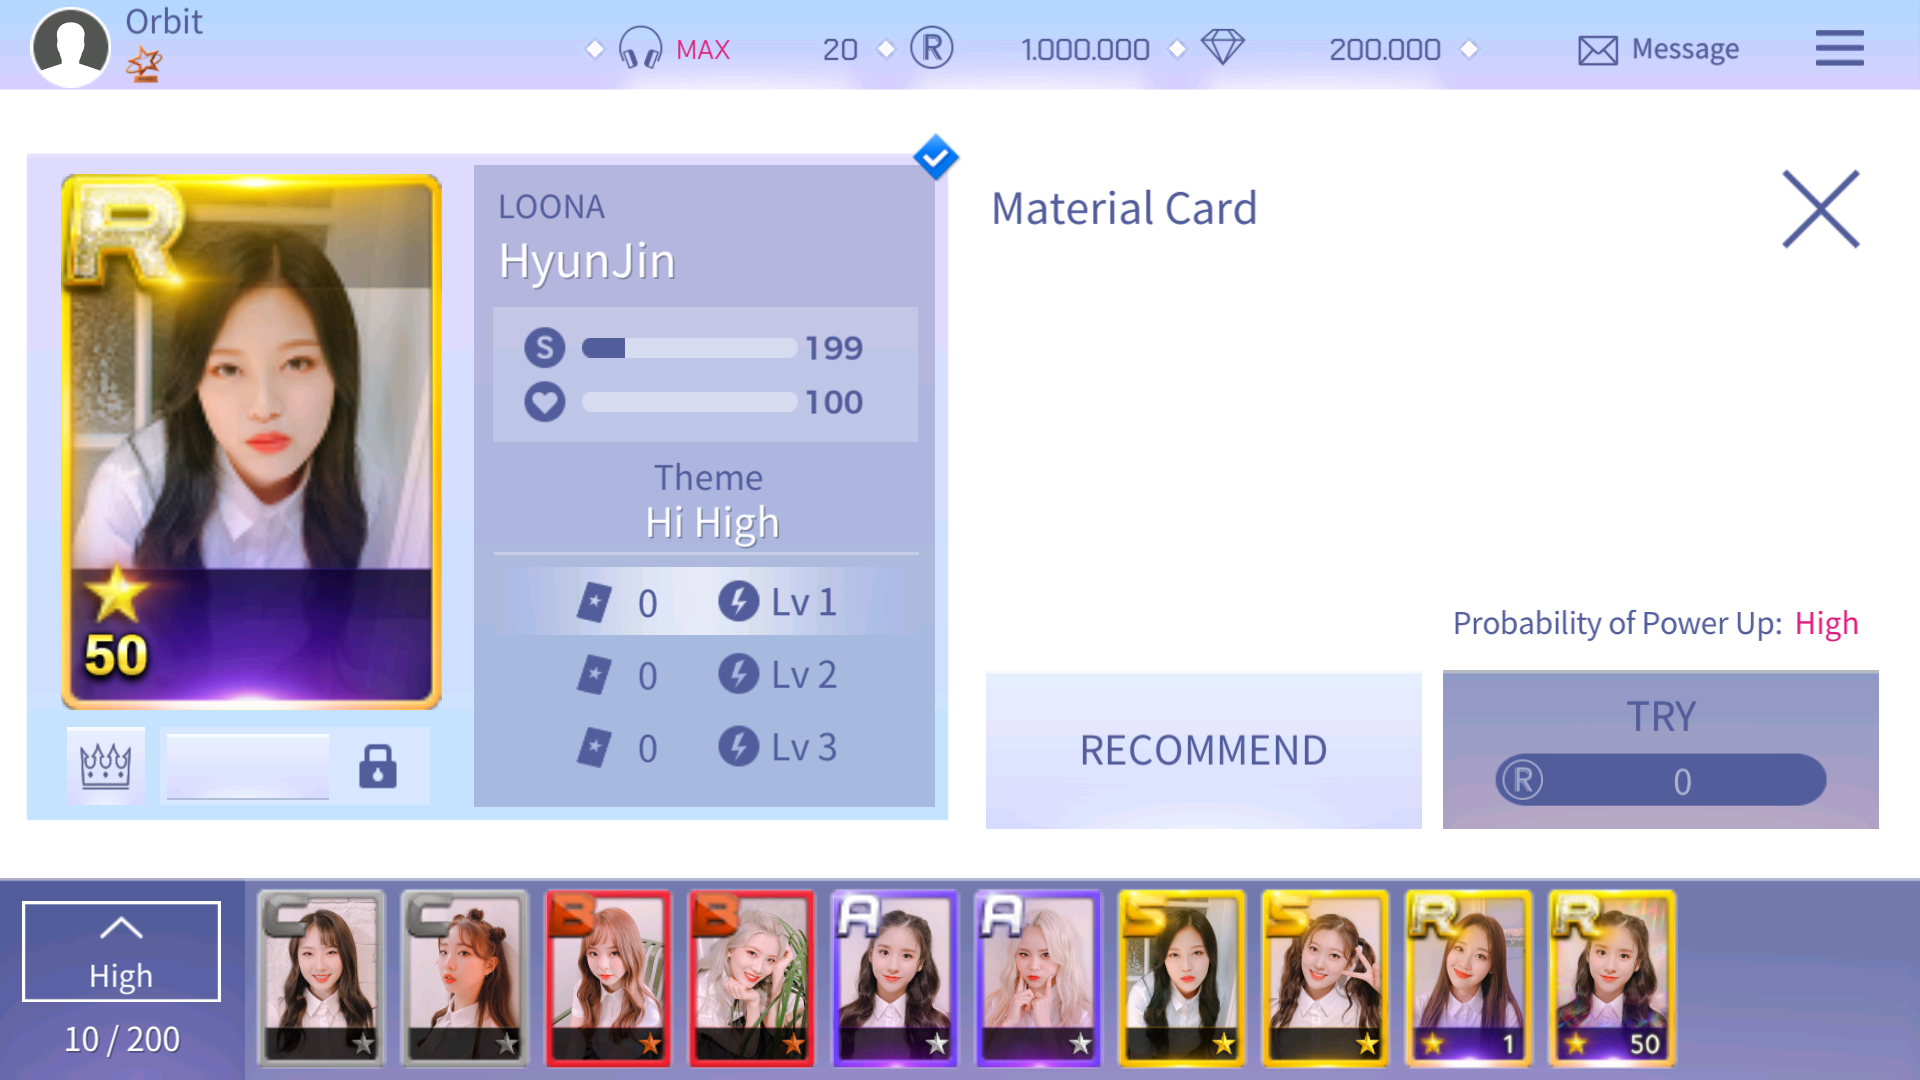 Orbit
MAX
20
R
1.000.000
200.000
Message
R
50
LOONA
HyunJin
S
199
100
Theme
Hi High
0
Lv 1
0
Lv 2
0
Lv 3
Material Card
Probability of Power Up: High
RECOMMEND
TRY
R
0
High
10 / 200
C
C
B
B
A
A
S
S
R
1
R
50